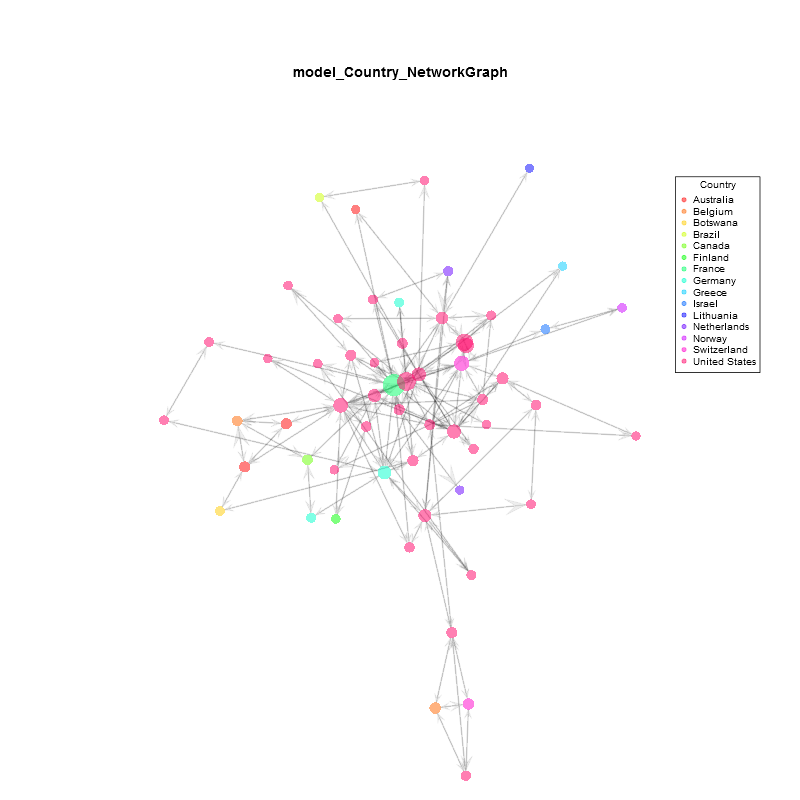 model_Country_NetworkGraph
Country
Australia
Belgium
Botswana
Brazil
Canada
Finland
France
Germany
Greece
Israel
Lithuania
Netherlands
Norway
Switzerland
United States